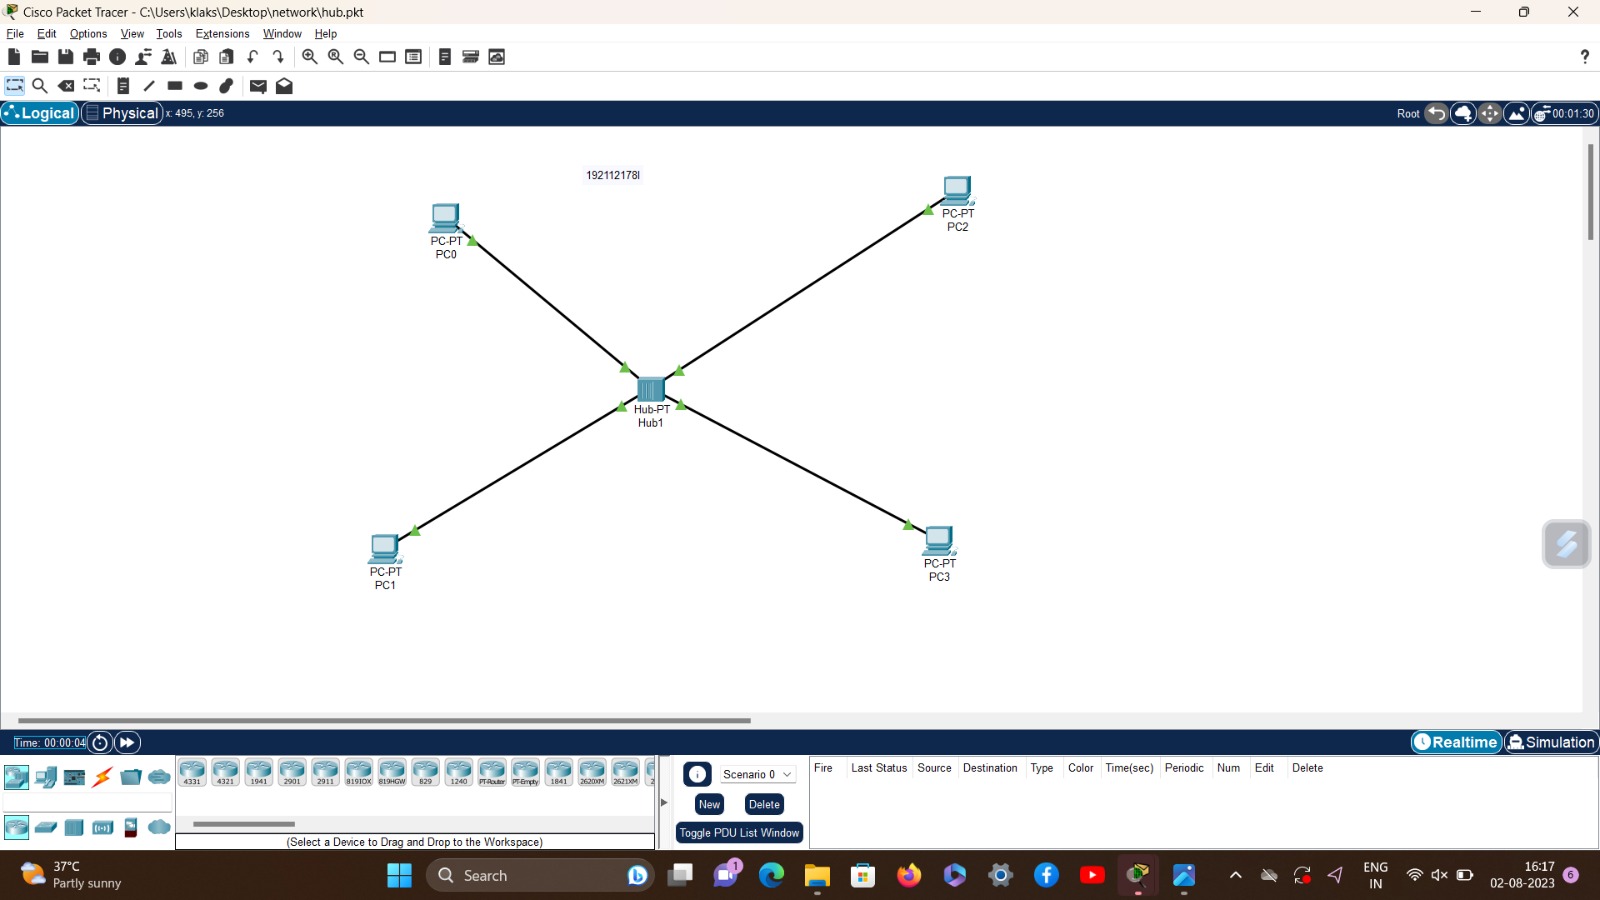 Cisco Packet Tracer - C:\Users\klaks\Desktop\network\hub.pkt
File Edit Options View Tools Extensions Window Help
?
Logical Physical x: 495, y: 256 Root 00:01:30
192112178l
PC-PT
PC2
PC-PT
PC0
Hub-PT
Hub1
PC-PT
PC3
PC-PT
PC1
Time: 00:00:04 Realtime Simulation
4331 4321 1941 2901 2911 819IOX 819HGW 829 1240 PT-Router PT-Empty 1841 2620XM 2621XM 2
Scenario 0
New Delete
Toggle PDU List Window
Fire Last Status Source Destination Type Color Time(sec) Periodic Num Edit Delete
(Select a Device to Drag and Drop to the Workspace)
37°C
Partly sunny
Search
1
ENG
IN
16:17
02-08-2023
6